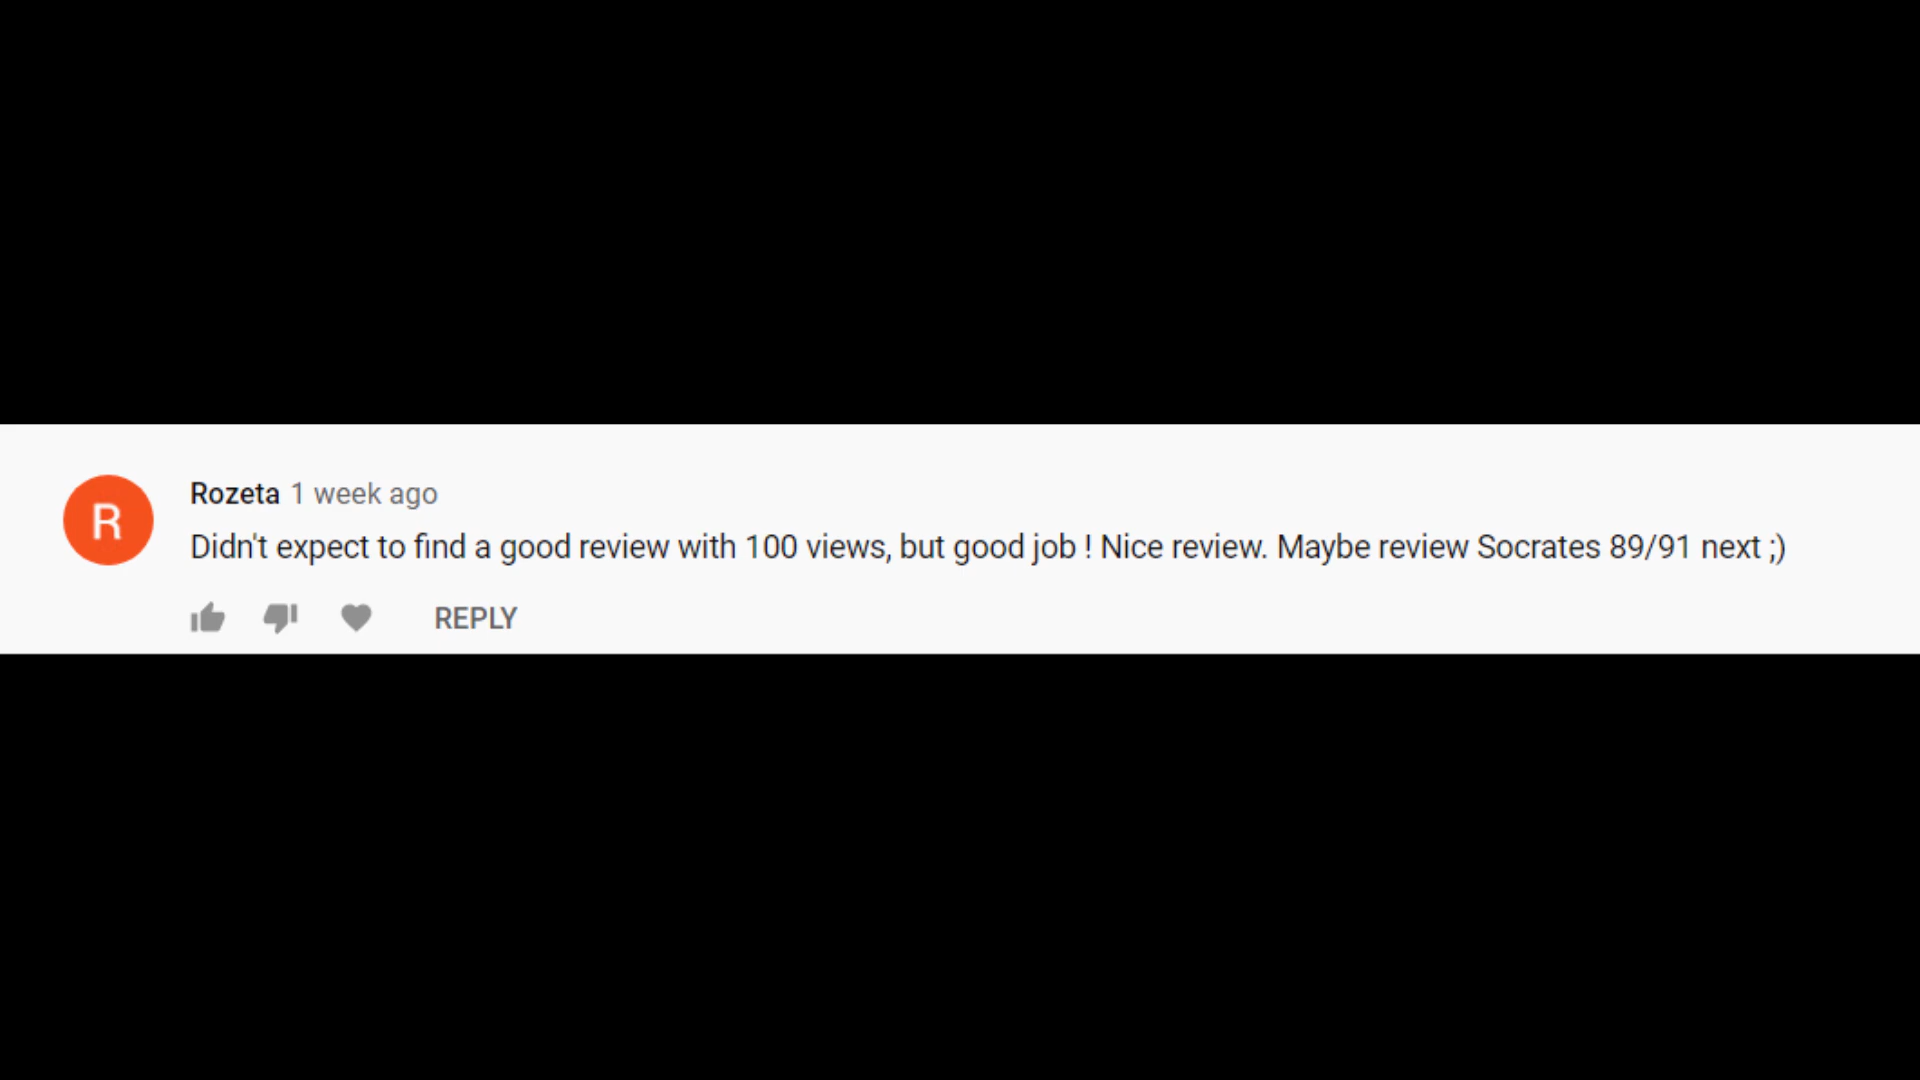 R
Rozeta 1 week ago
Didn't expect to find a good review with 100 views, but good job ! Nice review. Maybe review Socrates 89/91 next ;)
REPLY